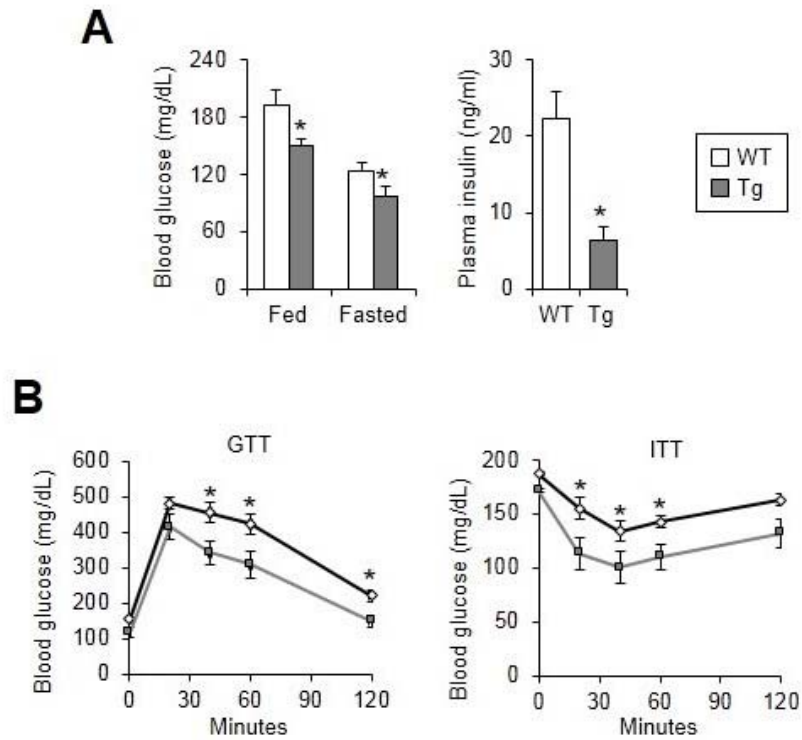 A
Blood glucose (mg/dL)
240
180
120
60
0
Fed Fasted
*
*
Plasma insulin (ng/ml)
30
20
10
0
WT Tg
*
WT
Tg
B
GTT
Blood glucose (mg/dL)
600
500
400
300
200
100
0
* * *
0 30 60 90 120
Minutes
ITT
Blood glucose (mg/dL)
200
150
100
50
0
* * *
0 30 60 90 120
Minutes